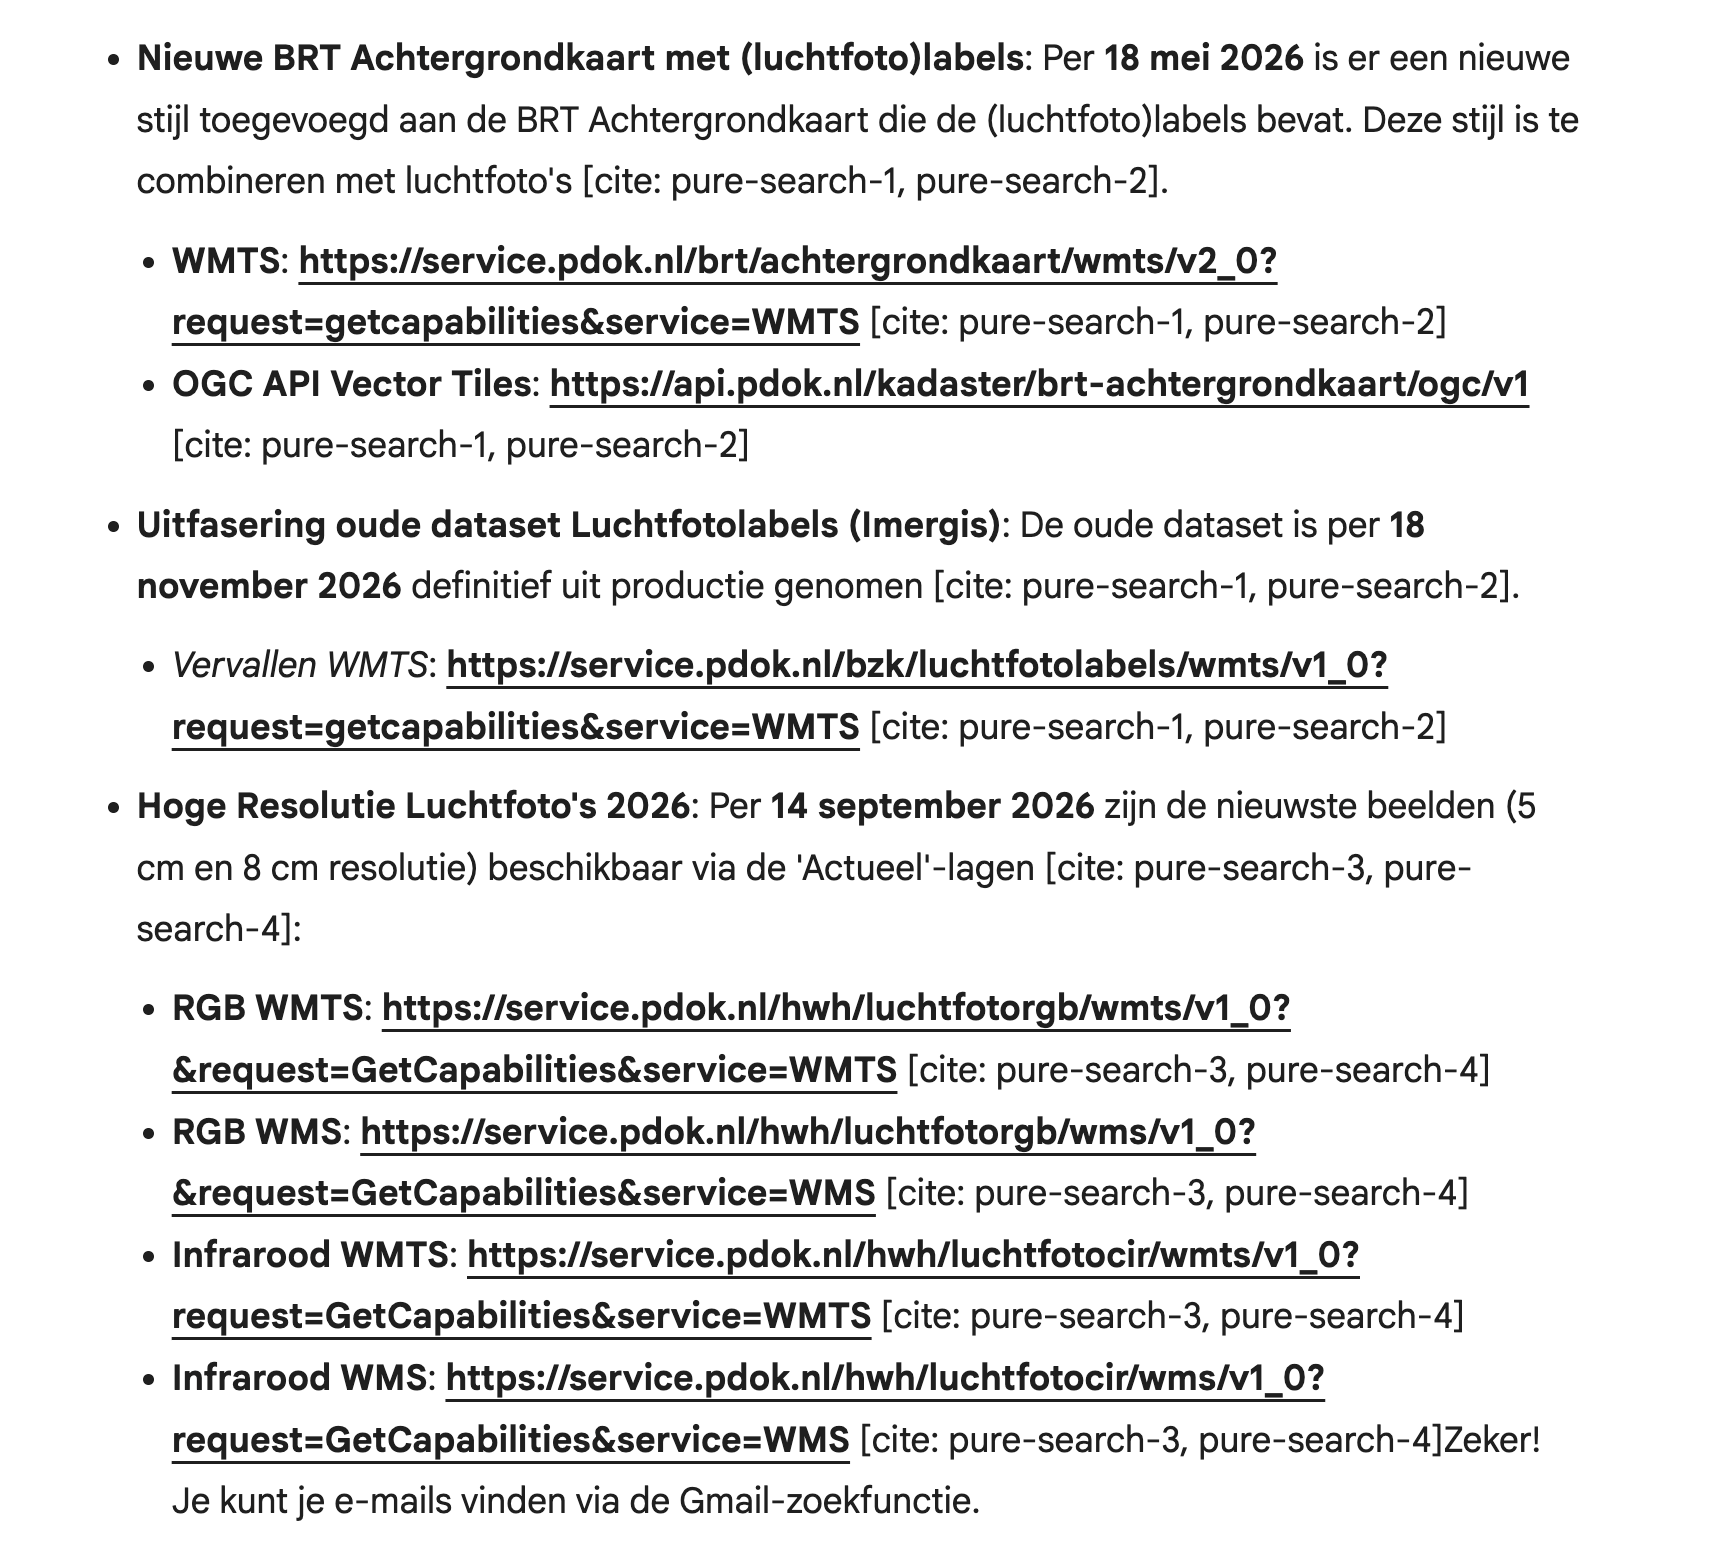 • Nieuwe BRT Achtergrondkaart met (luchtfoto)labels: Per 18 mei 2026 is er een nieuwe
stijl toegevoegd aan de BRT Achtergrondkaart die de (luchtfoto)labels bevat. Deze stijl is te
combineren met luchtfoto's [cite: pure-search-1, pure-search-2].
• WMTS: https://service.pdok.nl/brt/achtergrondkaart/wmts/v2_0?
request=getcapabilities&service=WMTS [cite: pure-search-1, pure-search-2]
• OGC API Vector Tiles: https://api.pdok.nl/kadaster/brt-achtergrondkaart/ogc/v1
[cite: pure-search-1, pure-search-2]
• Uitfasering oude dataset Luchtfotolabels (Imergis): De oude dataset is per 18
november 2026 definitief uit productie genomen [cite: pure-search-1, pure-search-2].
• Vervallen WMTS: https://service.pdok.nl/bzk/luchtfotolabels/wmts/v1_0?
request=getcapabilities&service=WMTS [cite: pure-search-1, pure-search-2]
• Hoge Resolutie Luchtfoto's 2026: Per 14 september 2026 zijn de nieuwste beelden (5
cm en 8 cm resolutie) beschikbaar via de 'Actueel'-lagen [cite: pure-search-3, pure-
search-4]:
• RGB WMTS: https://service.pdok.nl/hwh/luchtfotorgb/wmts/v1_0?
&request=GetCapabilities&service=WMTS [cite: pure-search-3, pure-search-4]
• RGB WMS: https://service.pdok.nl/hwh/luchtfotorgb/wms/v1_0?
&request=GetCapabilities&service=WMS [cite: pure-search-3, pure-search-4]
• Infrarood WMTS: https://service.pdok.nl/hwh/luchtfotocir/wmts/v1_0?
request=GetCapabilities&service=WMTS [cite: pure-search-3, pure-search-4]
• Infrarood WMS: https://service.pdok.nl/hwh/luchtfotocir/wms/v1_0?
request=GetCapabilities&service=WMS [cite: pure-search-3, pure-search-4]Zeker!
Je kunt je e-mails vinden via de Gmail-zoekfunctie.